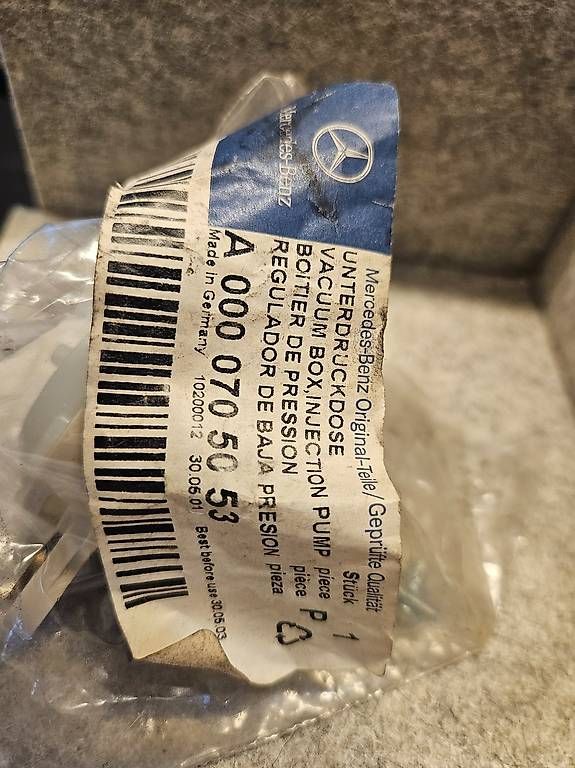 Mercedes-Benz
Mercedes-Benz Original-Teile/Geprüfte Qualität
UNTERDRUCKDOSE Stück 1
VACUUM BOX,INJECTION PUMP piece P
BOITIER DE PRESSION pièce
REGULADOR DE BAJA PRESION pieza
A 000 070 50 53
Made in Germany 10200012 30.05.01 Best before use 30.05.03